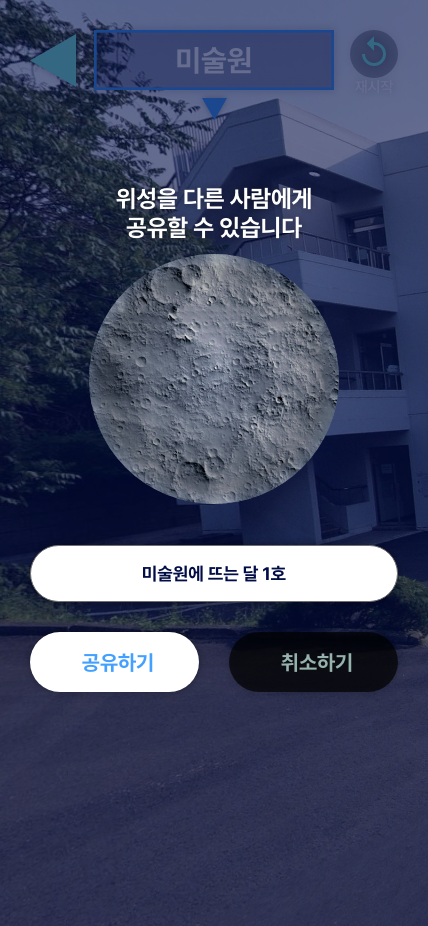 미술원
재시작
위성을 다른 사람에게
공유할 수 있습니다
미술원에 뜨는 달 1호
공유하기
취소하기